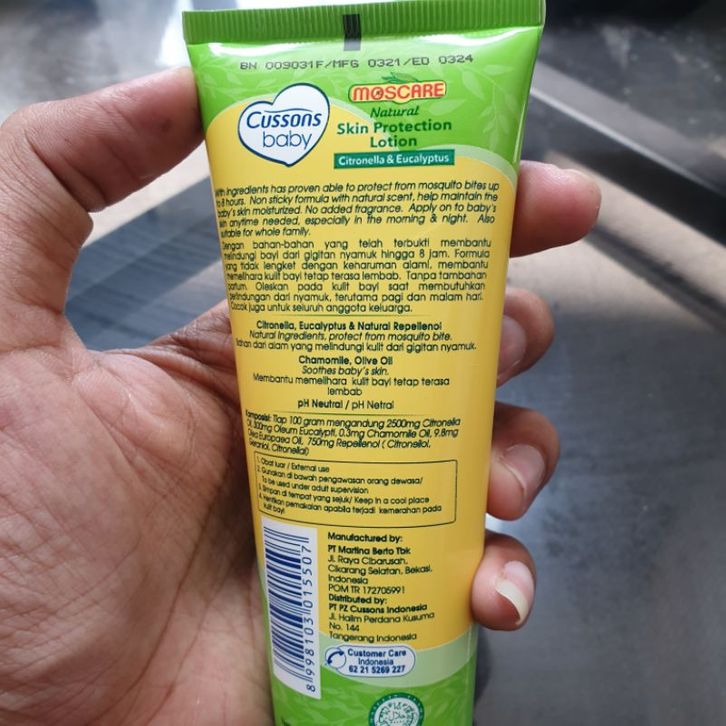 BN 009031F/MFG 0321/ED 0324
Cussons
baby
MOSCARE
Natural
Skin Protection
Lotion
Citronella & Eucalyptus
With ingredients has proven able to protect from mosquito bites up
to 8 hours. Non sticky formula with natural scent, help maintain the
baby's skin moisturized. No added fragrance. Apply on to baby's
skin anytime needed, especially in the morning & night. Also
suitable for whole family.
Dengan bahan-bahan yang telah terbukti membantu
melindungi bayi dari gigitan nyamuk hingga 8 jam. Formula
yang tidak lengket dengan keharuman alami, membantu
memelihara kulit bayi tetap terasa lembab. Tanpa tambahan
parfum. Oleskan pada kulit bayi saat membutuhkan
perlindungan dari nyamuk, terutama pagi dan malam hari.
Cocok juga untuk seluruh anggota keluarga.
Citronella, Eucalyptus & Natural Repellenol
Natural ingredients, protect from mosquito bite.
Bahan dari alam yang melindungi kulit dari gigitan nyamuk.
Chamomile, Olive Oil
Soothes baby's skin.
Membantu memelihara kulit bayi tetap terasa
lembab
pH Neutral / pH Netral
Komposisi: Tiap 100 gram mengandung 2500mg Citronella
Oil, 300mg Oleum Eucalypti, 0.3mg Chamomile Oil, 9.8mg
Olea Europaea Oil, 750mg Repellenol ( Citronellol,
Geraniol, Citronellal)
1. Obat luar / External use
2. Gunakan di bawah pengawasan orang dewasa/
To be used under adult supervision
3. Simpan di tempat yang sejuk/ Keep in a cool place
4. Hentikan pemakaian apabila terjadi kemerahan pada
kulit bayi
Manufactured by:
PT Martina Berto Tbk
Jl. Raya Cibarusah,
Cikarang Selatan, Bekasi,
Indonesia
POM TR 172705991
Distributed by:
PT PZ Cussons Indonesia
Jl. Halim Perdana Kusuma
No. 144
Tangerang Indonesia
Customer Care
Indonesia
62 21 5269 227
8 998103 015507